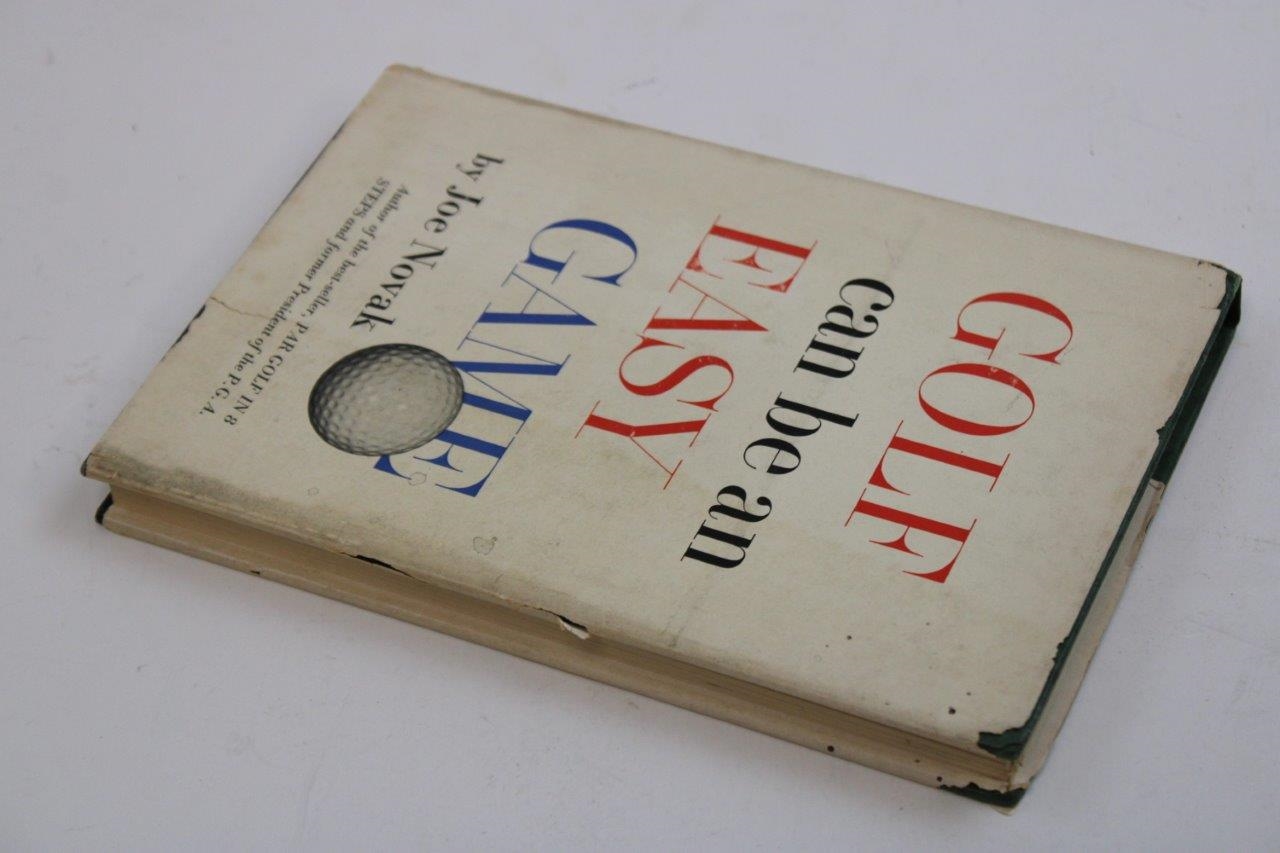 GOLF
can be an
EASY
GAME
by Joe Novak
Author of the best-seller, PAR GOLF IN 8
STEPS and former President of the P.G.A.